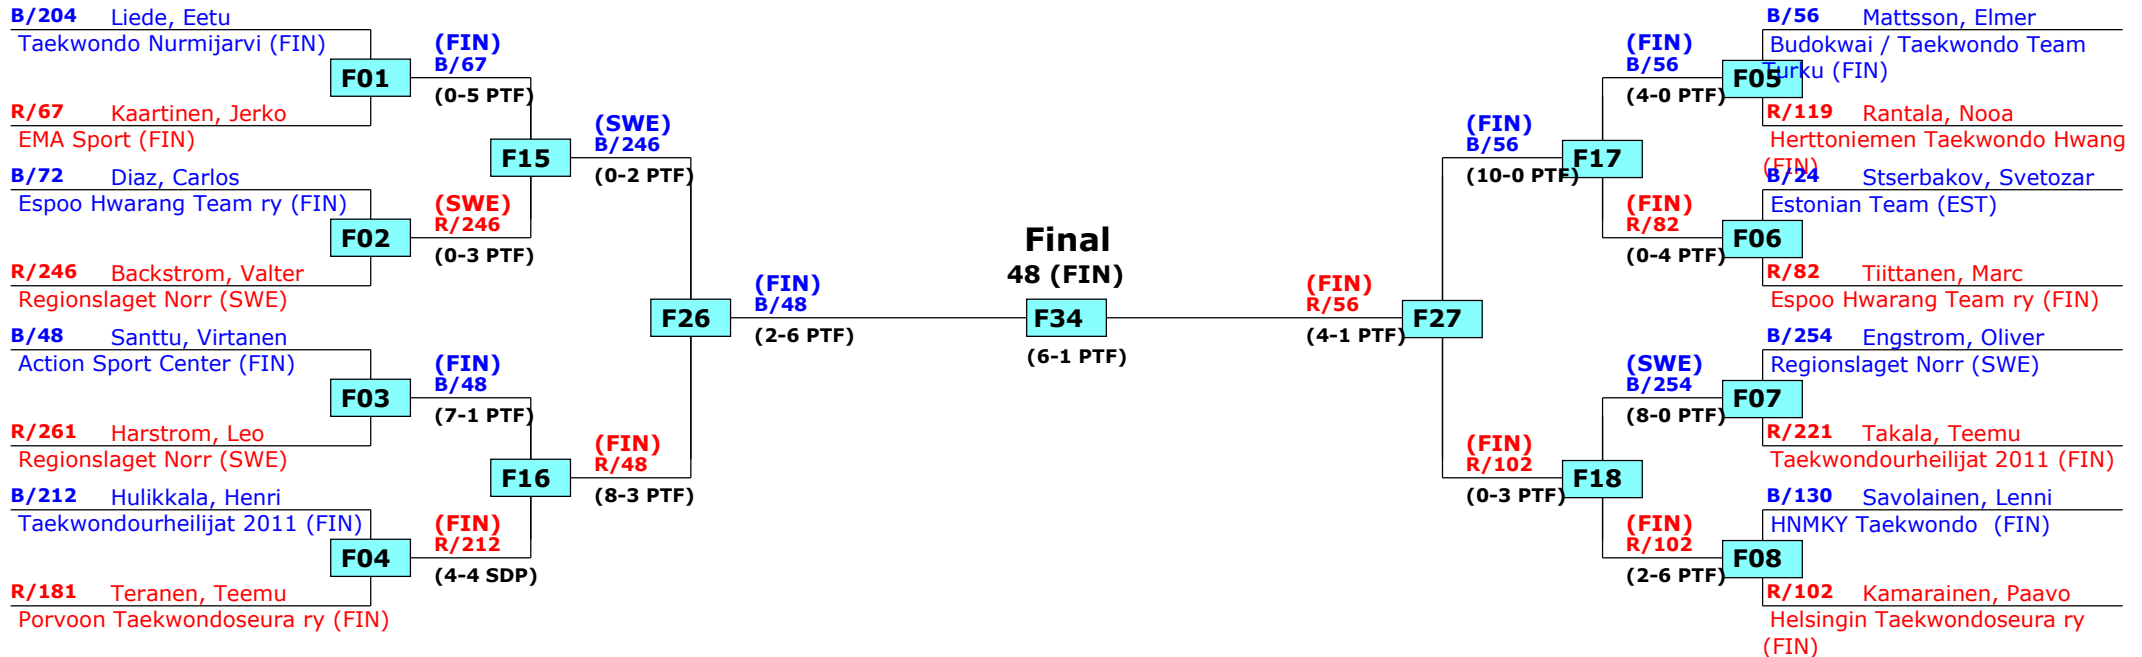 B/204 Liede, Eetu
Taekwondo Nurmijarvi (FIN)
F01
R/67 Kaartinen, Jerko
EMA Sport (FIN)
B/72 Diaz, Carlos
Espoo Hwarang Team ry (FIN)
F02
R/246 Backstrom, Valter
Regionslaget Norr (SWE)
B/48 Santtu, Virtanen
Action Sport Center (FIN)
F03
R/261 Harstrom, Leo
Regionslaget Norr (SWE)
B/212 Hulikkala, Henri
Taekwondourheilijat 2011 (FIN)
F04
R/181 Teranen, Teemu
Porvoon Taekwondoseura ry (FIN)
(FIN)
B/67
(0-5 PTF)
F15
(SWE)
R/246
(0-3 PTF)
(FIN)
B/48
(7-1 PTF)
F16
(FIN)
R/212
(4-4 SDP)
(SWE)
B/246
(0-2 PTF)
F26
(FIN)
R/48
(8-3 PTF)
(FIN)
B/48
(2-6 PTF)
Final
48 (FIN)
F34
(6-1 PTF)
(FIN)
R/56
(4-1 PTF)
F27
(FIN)
B/56
(10-0 PTF)
F17
(FIN)
R/102
(0-3 PTF)
F18
(FIN)
B/56
(4-0 PTF)
(FIN)
R/82
(0-4 PTF)
(SWE)
B/254
(8-0 PTF)
(FIN)
R/102
(2-6 PTF)
B/56 Mattsson, Elmer
Budokwai / Taekwondo Team
Turku (FIN)
F05
R/119 Rantala, Nooa
Herttoniemen Taekwondo Hwang
(FIN)
B/24 Stserbakov, Svetozar
Estonian Team (EST)
F06
R/82 Tiittanen, Marc
Espoo Hwarang Team ry (FIN)
B/254 Engstrom, Oliver
Regionslaget Norr (SWE)
F07
R/221 Takala, Teemu
Taekwondourheilijat 2011 (FIN)
B/130 Savolainen, Lenni
HNMKY Taekwondo (FIN)
F08
R/102 Kamarainen, Paavo
Helsingin Taekwondoseura ry
(FIN)